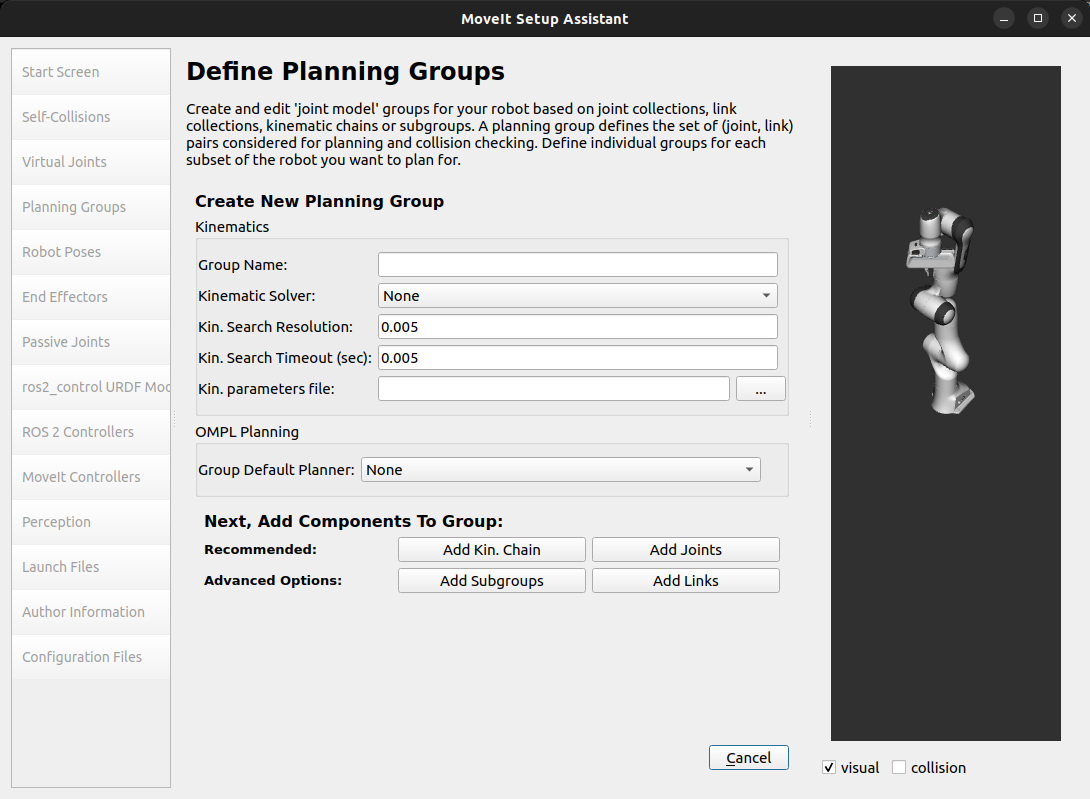 MoveIt Setup Assistant
Start Screen
Self-Collisions
Virtual Joints
Planning Groups
Robot Poses
End Effectors
Passive Joints
ros2_control URDF Moc
ROS 2 Controllers
MoveIt Controllers
Perception
Launch Files
Author Information
Configuration Files
Define Planning Groups
Create and edit 'joint model' groups for your robot based on joint collections, link
collections, kinematic chains or subgroups. A planning group defines the set of (joint, link)
pairs considered for planning and collision checking. Define individual groups for each
subset of the robot you want to plan for.
Create New Planning Group
Kinematics
Group Name:
Kinematic Solver: None
Kin. Search Resolution: 0.005
Kin. Search Timeout (sec): 0.005
Kin. parameters file: ...
OMPL Planning
Group Default Planner: None
Next, Add Components To Group:
Recommended: Add Kin. Chain Add Joints
Advanced Options: Add Subgroups Add Links
Cancel
visual collision